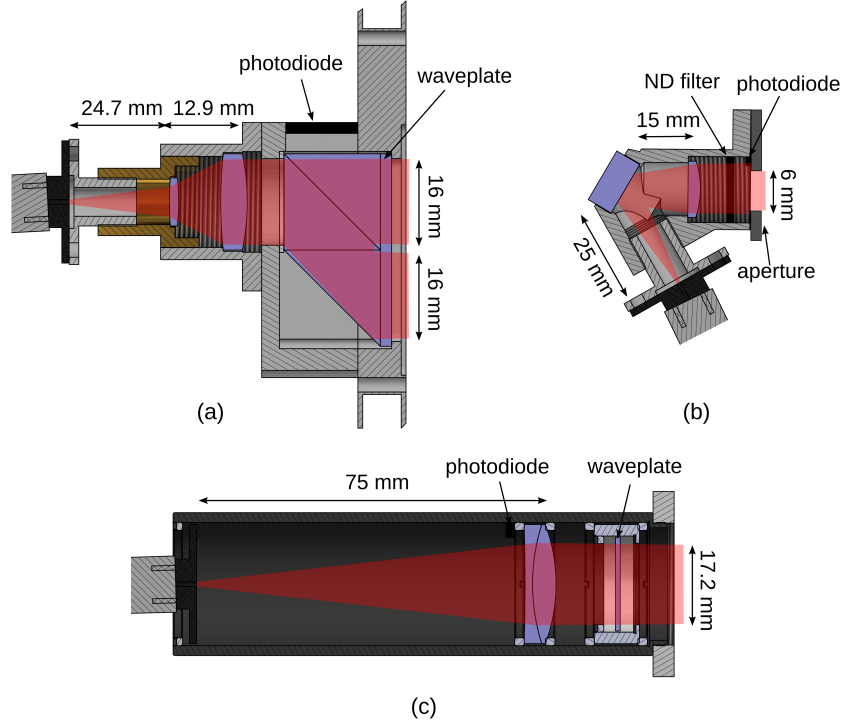 photodiode
waveplate
24.7 mm
12.9 mm
16 mm
16 mm
(a)
ND filter
photodiode
15 mm
6 mm
25 mm
aperture
(b)
photodiode
waveplate
75 mm
17.2 mm
(c)